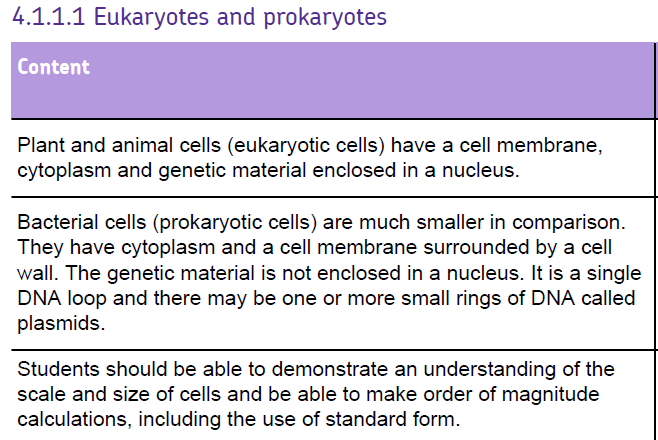 4.1.1.1 Eukaryotes and prokaryotes
Content
Plant and animal cells (eukaryotic cells) have a cell membrane,
cytoplasm and genetic material enclosed in a nucleus.
Bacterial cells (prokaryotic cells) are much smaller in comparison.
They have cytoplasm and a cell membrane surrounded by a cell
wall. The genetic material is not enclosed in a nucleus. It is a single
DNA loop and there may be one or more small rings of DNA called
plasmids.
Students should be able to demonstrate an understanding of the
scale and size of cells and be able to make order of magnitude
calculations, including the use of standard form.